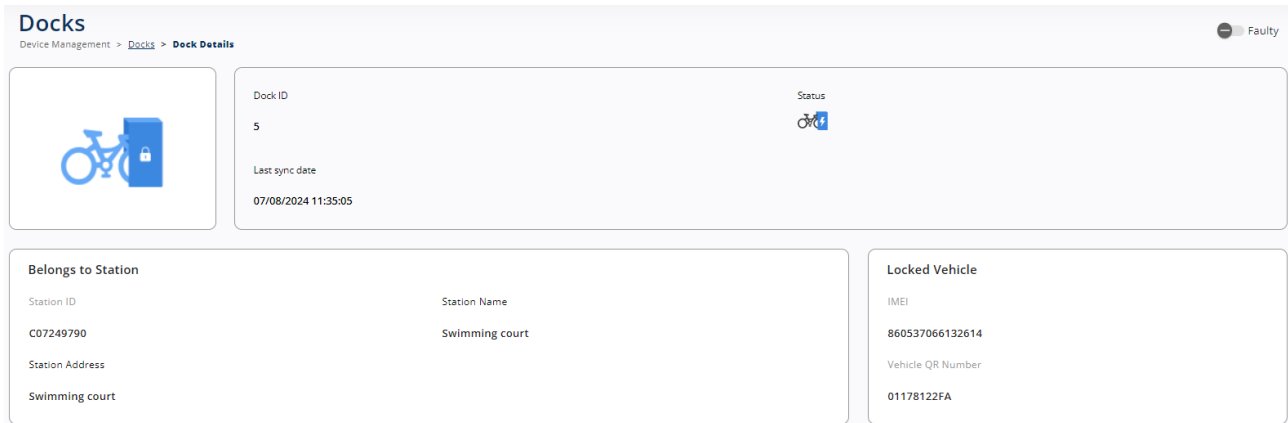 Docks
Device Management > Docks > Dock Details
Faulty
Dock ID
Status
5
Last sync date
07/08/2024 11:35:05
Belongs to Station
Station ID
Station Name
C07249790
Swimming court
Station Address
Swimming court
Locked Vehicle
IMEI
860537066132614
Vehicle QR Number
01178122FA